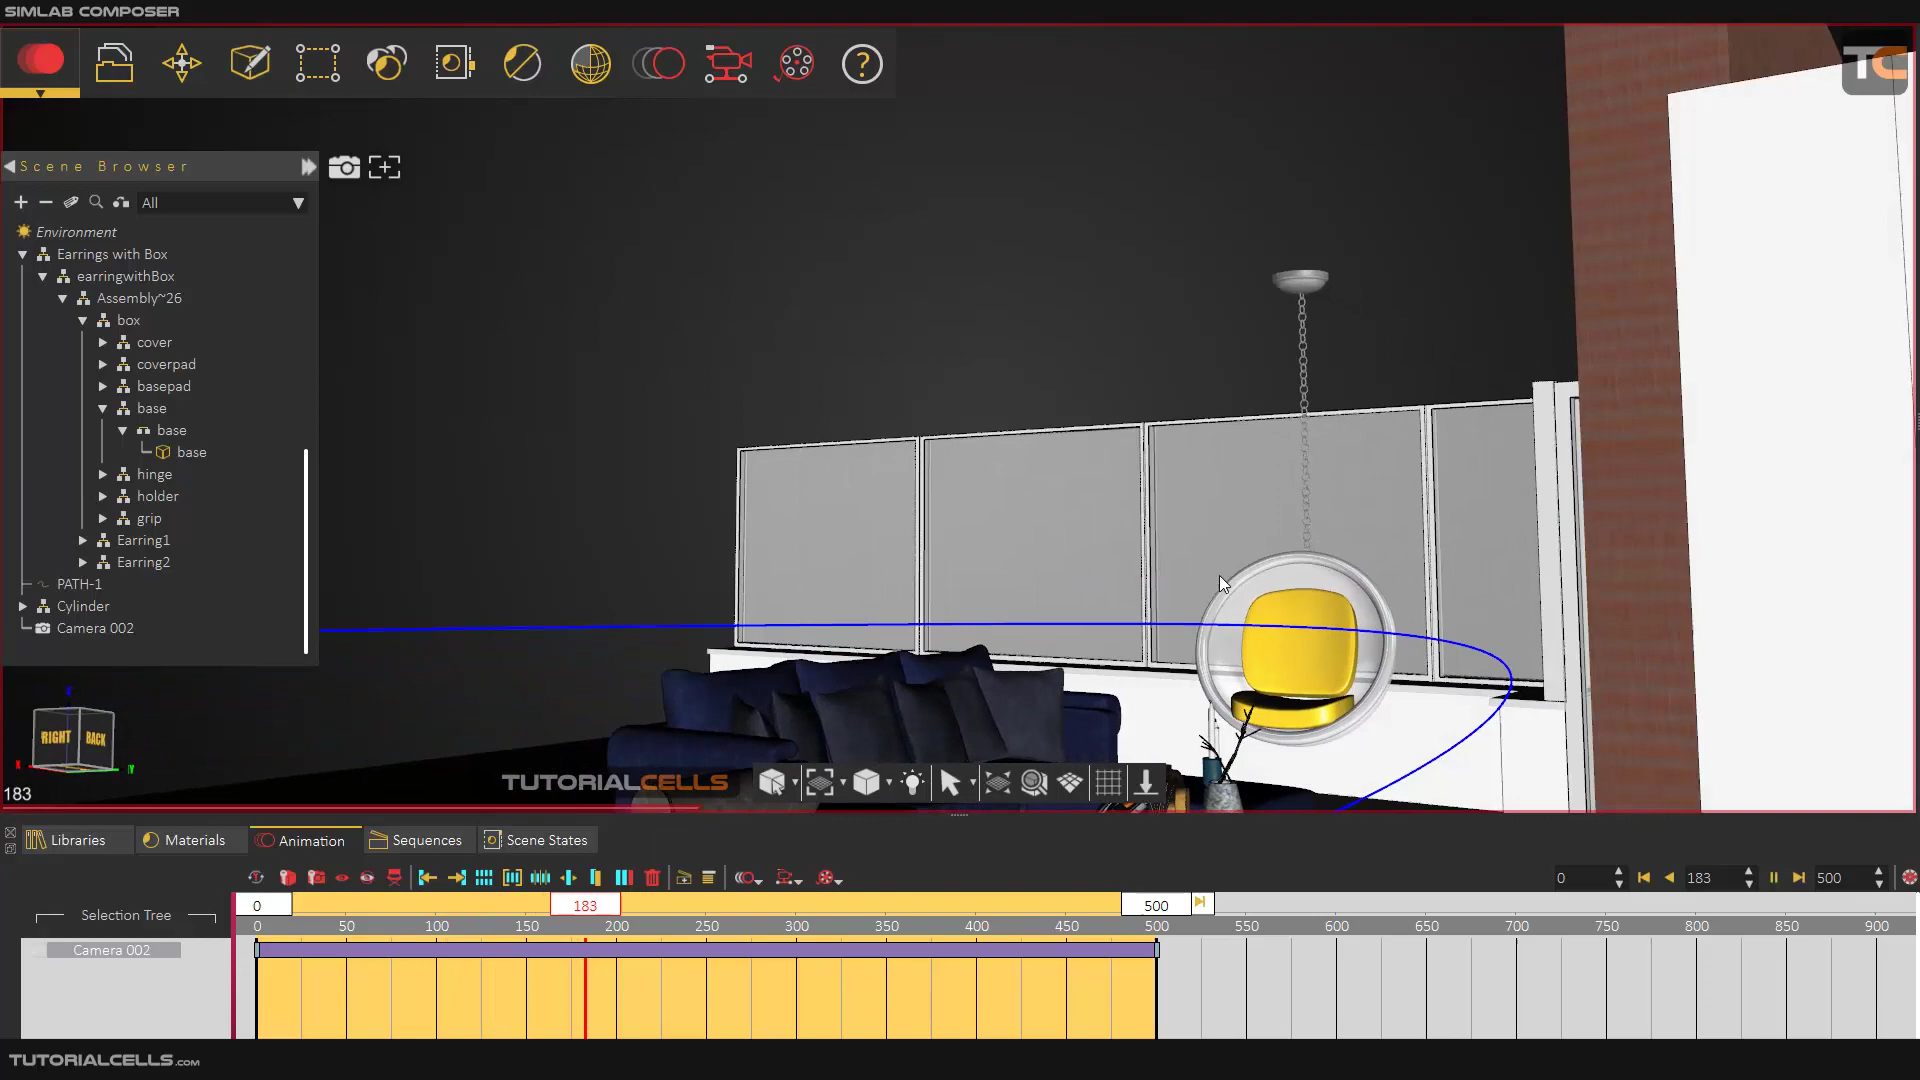 SIMLAB COMPOSER
TC
Scene Browser
All
Environment
Earrings with Box
earringwithBox
Assembly~26
box
cover
coverpad
basepad
base
base
base
hinge
holder
grip
Earring1
Earring2
PATH-1
Cylinder
Camera 002
RIGHT BACK
X
Y
183
TUTORIALCELLS
Libraries
Materials
Animation
Sequences
Scene States
0 183 500
Selection Tree
0 183 500
0 50 100 150 200 250 300 350 400 450 500 550 600 650 700 750 800 850 900
Camera 002
TUTORIALCELLS.COM